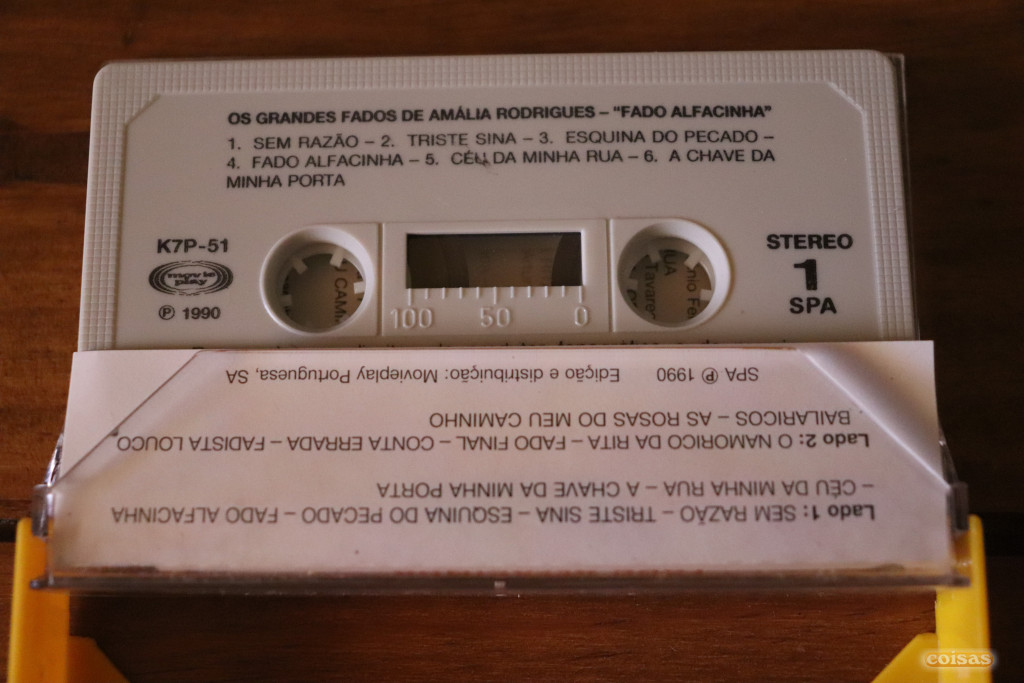 OS GRANDES FADOS DE AMÁLIA RODRIGUES – "FADO ALFACINHA"
1. SEM RAZÃO – 2. TRISTE SINA – 3. ESQUINA DO PECADO –
4. FADO ALFACINHA – 5. CÉU DA MINHA RUA – 6. A CHAVE DA
MINHA PORTA
K7P-51
movie
play
℗ 1990
STEREO
1
SPA
100 50 0
Lado 1: SEM RAZÃO – TRISTE SINA – ESQUINA DO PECADO – FADO ALFACINHA
– CÉU DA MINHA RUA – A CHAVE DA MINHA PORTA
Lado 2: O NAMORICO DA RITA – FADO FINAL – CONTA ERRADA – FADISTA LOUCO
BAILARICOS – AS ROSAS DO MEU CAMINHO
SPA ℗ 1990 Edição e distribuição: Movieplay Portuguesa, SA
coisas